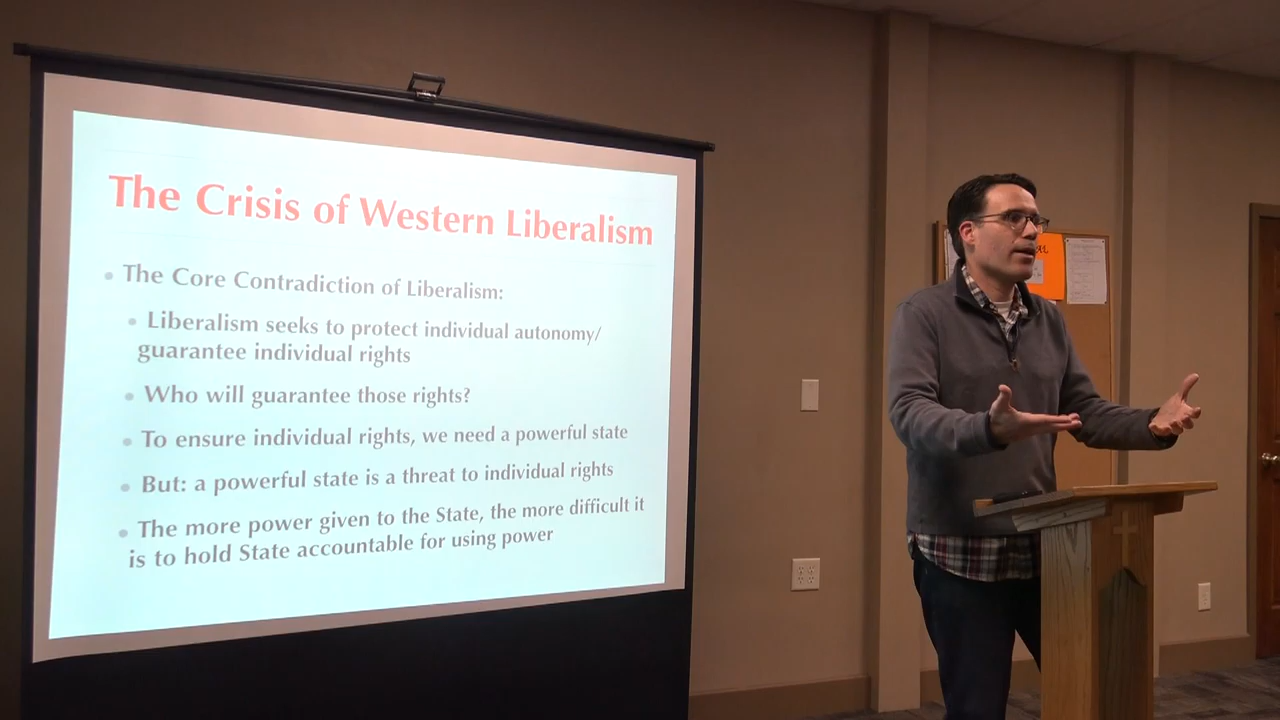 The Crisis of Western Liberalism
• The Core Contradiction of Liberalism:
• Liberalism seeks to protect individual autonomy/
guarantee individual rights
• Who will guarantee those rights?
• To ensure individual rights, we need a powerful state
• But: a powerful state is a threat to individual rights
• The more power given to the State, the more difficult it
is to hold State accountable for using power